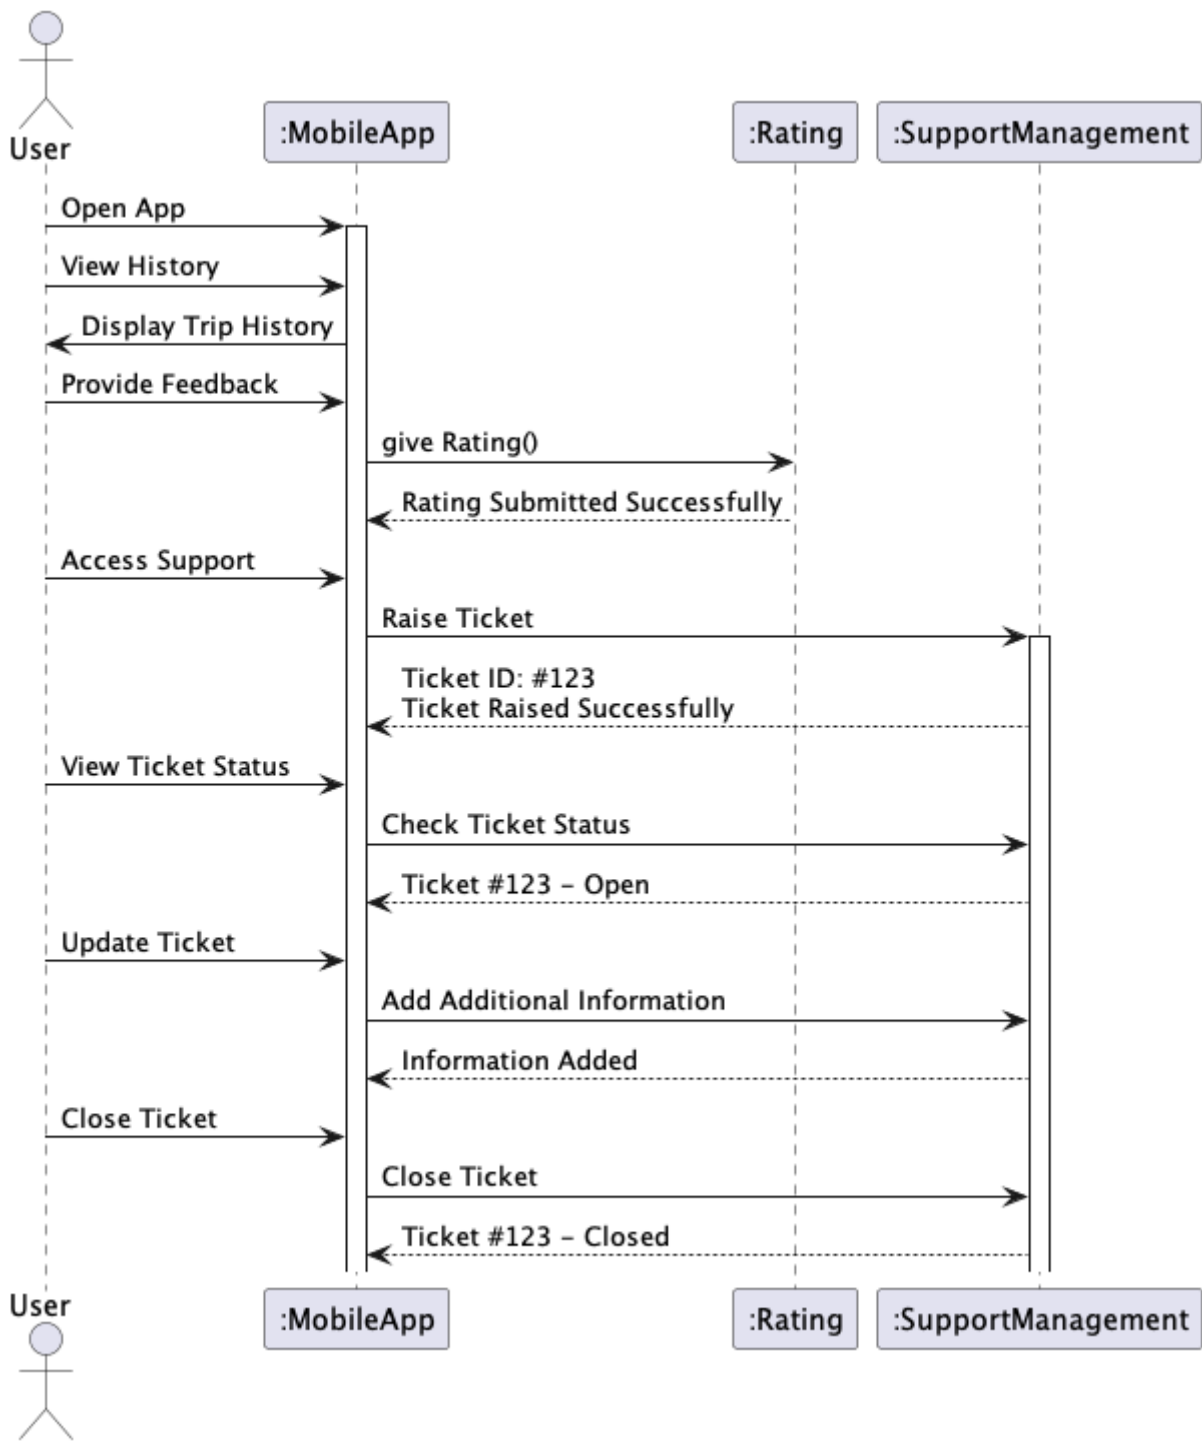 User
:MobileApp
:Rating
:SupportManagement
Open App
View History
Display Trip History
Provide Feedback
give Rating()
Rating Submitted Successfully
Access Support
Raise Ticket
Ticket ID: #123
Ticket Raised Successfully
View Ticket Status
Check Ticket Status
Ticket #123 – Open
Update Ticket
Add Additional Information
Information Added
Close Ticket
Close Ticket
Ticket #123 – Closed
User
:MobileApp
:Rating
:SupportManagement